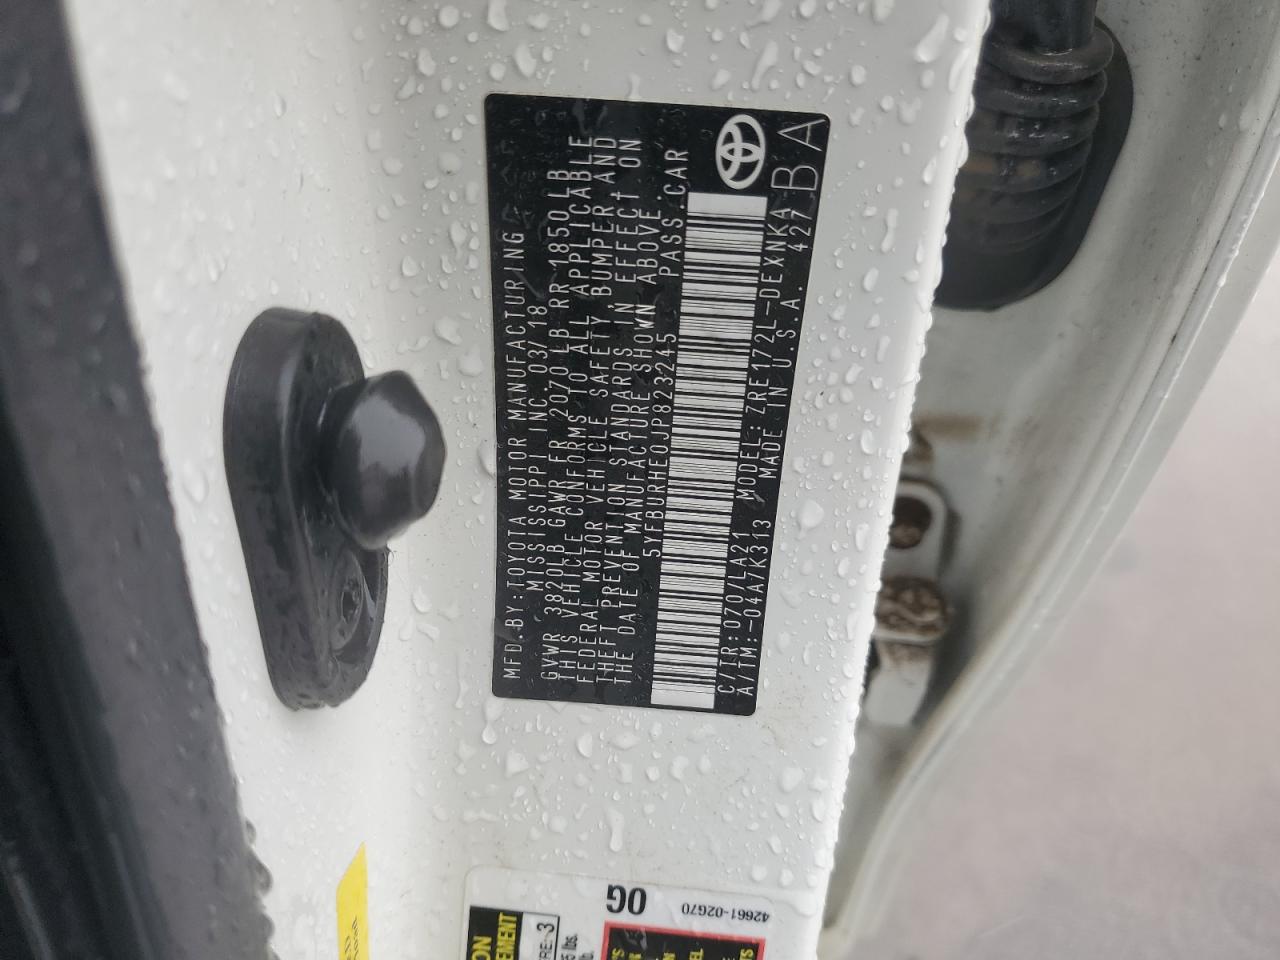 MFD.BY:TOYOTA MOTOR MANUFACTURING
MISSISSIPPI INC. 03/18
GVWR 3820LB GAWR FR 2070 LB RR 1850 LB
THIS VEHICLE CONFORMS TO ALL APPLICABLE
FEDERAL MOTOR VEHICLE SAFETY, BUMPER, AND
THEFT PREVENTION STANDARDS IN EFFECT ON
THE DATE OF MANUFACTURE SHOWN ABOVE.
5YFBURHE0JP823245 PASS.CAR
C/TR:070/LA21 MODEL:ZRE172L-DEXNKA
A/TM:-04A/K313 MADE IN U.S.A. 427 BA
0G
42661-02G70